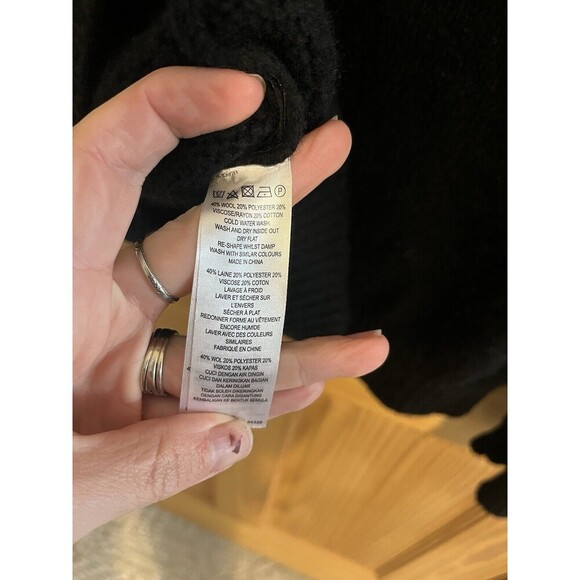 40% WOOL 20% POLYESTER 20%
VISCOSE/RAYON 20% COTTON
COLD WATER WASH
WASH AND DRY INSIDE OUT
DRY FLAT
RE-SHAPE WHILST DAMP
WASH WITH SIMILAR COLOURS
MADE IN CHINA
40% LAINE 20% POLYESTER 20%
VISCOSE 20% COTON
LAVAGE À FROID
LAVER ET SÉCHER SUR
L'ENVERS
SÉCHER À PLAT
REDONNER FORME AU VÊTEMENT
ENCORE HUMIDE
LAVER AVEC DES COULEURS
SIMILAIRES
FABRIQUÉ EN CHINE
40% WOL 20% POLYESTER 20%
VISKOS 20% KAPAS
CUCI DENGAN AIR DINGIN
CUCI DAN KERINGKAN BAGIAN
DALAM DILUAR
TIDAK BOLEH DIKERINGKAN
DENGAN CARA DIGANTUNG
KEMBALIKAN KE BENTUK SEMULA